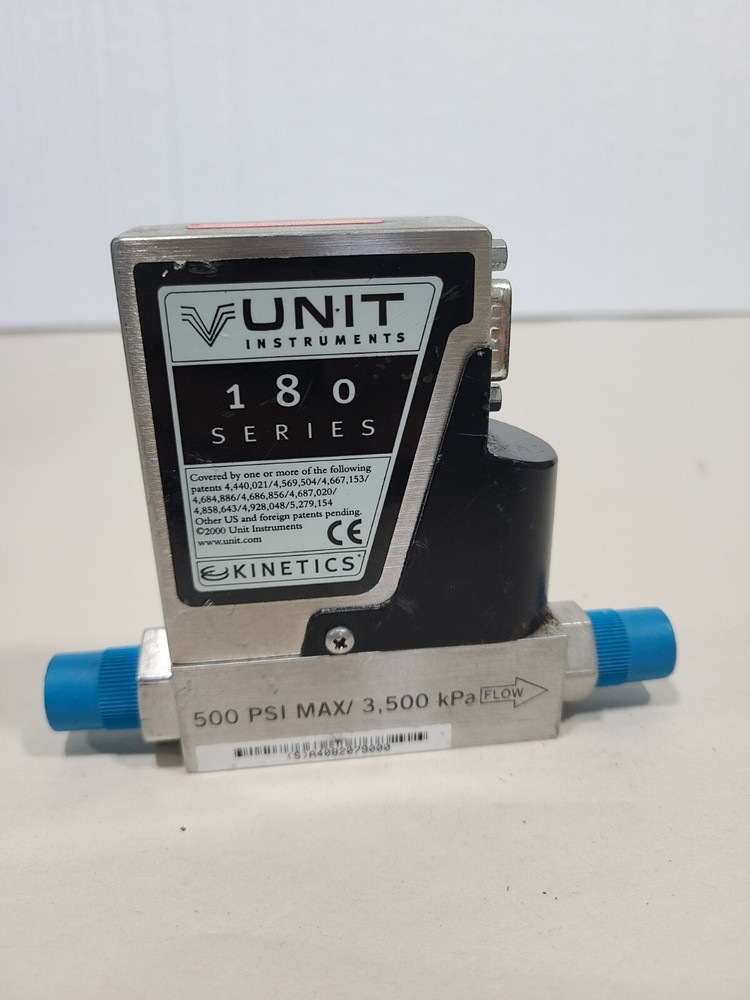 UNIT
INSTRUMENTS
180
SERIES
Covered by one or more of the following
patents 4,440,021/4,569,504/4,667,153/
4,684,886/4,686,856/4,687,020/
4,858,643/4,928,048/5,279,154
Other US and foreign patents pending.
©2000 Unit Instruments
www.unit.com
CE
KINETICS
500 PSI MAX/ 3,500 kPa FLOW
(S)A4082079000